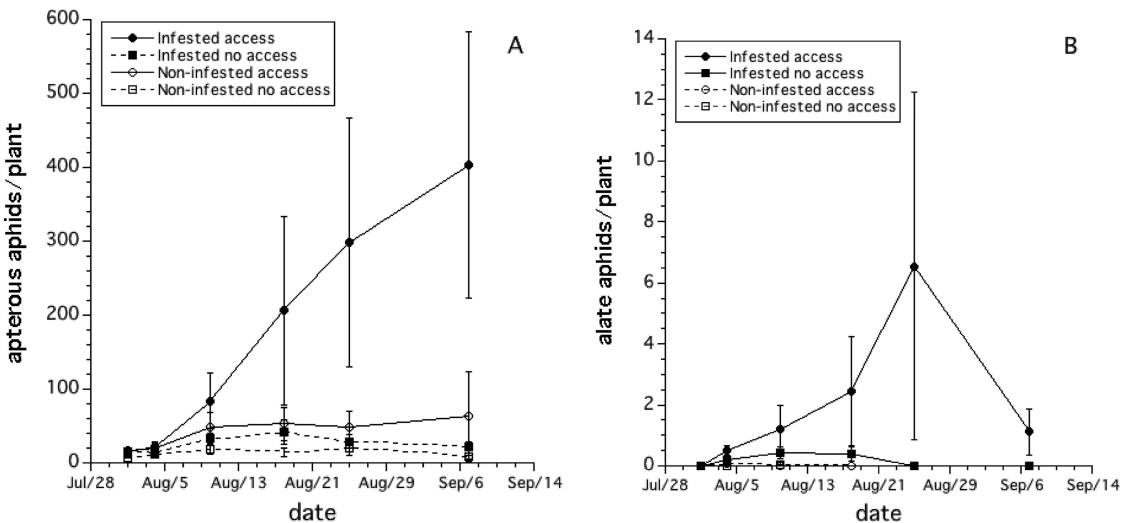 A
Infested access
Infested no access
Non-infested access
Non-infested no access
600
500
400
300
200
100
0
apterous aphids/plant
Jul/28 Aug/5 Aug/13 Aug/21 Aug/29 Sep/6 Sep/14
date
B
Infested access
Infested no access
Non-infested access
Non-infested no access
14
12
10
8
6
4
2
0
alate aphids/plant
Jul/28 Aug/5 Aug/13 Aug/21 Aug/29 Sep/6 Sep/14
date